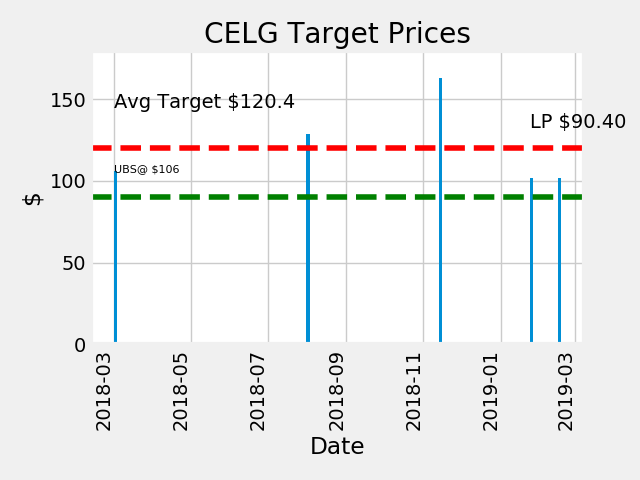 CELG Target Prices
150
100
50
0
$
Avg Target $120.4
LP $90.40
UBS@ $106
2018-03
2018-05
2018-07
2018-09
2018-11
2019-01
2019-03
Date